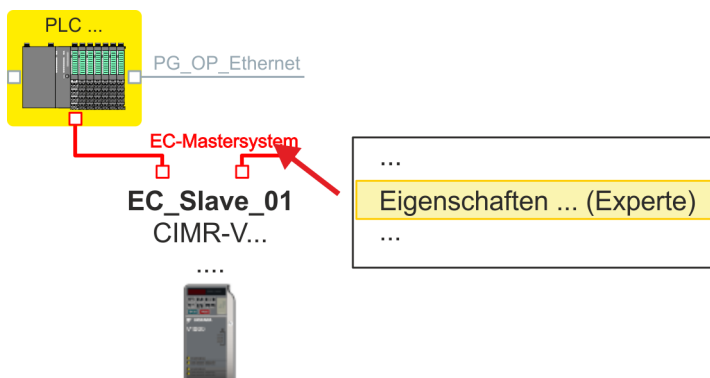 PLC ...
PG_OP_Ethernet
EC-Mastersystem
...
EC_Slave_01
Eigenschaften ... (Experte)
CIMR-V...
...
....